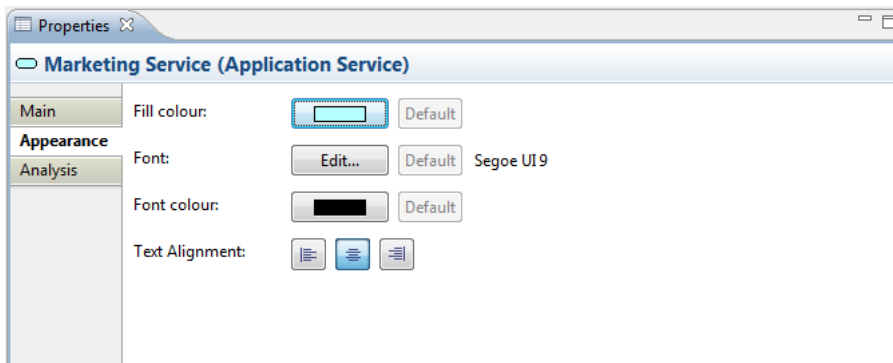 Properties
Marketing Service (Application Service)
Main
Appearance
Analysis
Fill colour: Default
Font: Edit... Default Segoe UI 9
Font colour: Default
Text Alignment: